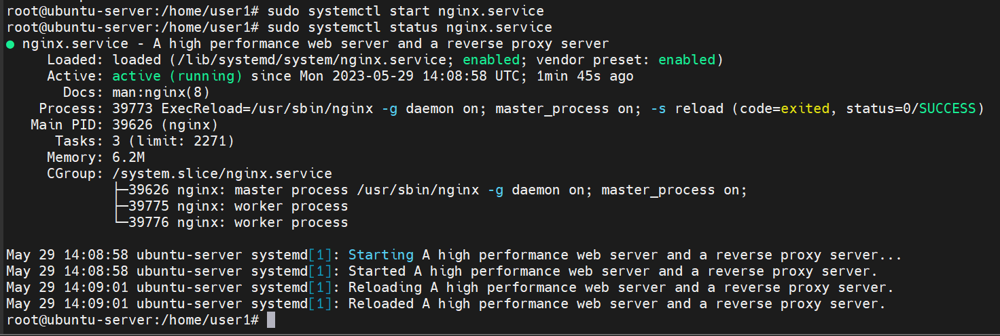 root@ubuntu-server:/home/user1# sudo systemctl start nginx.service
root@ubuntu-server:/home/user1# sudo systemctl status nginx.service
● nginx.service - A high performance web server and a reverse proxy server
     Loaded: loaded (/lib/systemd/system/nginx.service; enabled; vendor preset: enabled)
     Active: active (running) since Mon 2023-05-29 14:08:58 UTC; 1min 45s ago
       Docs: man:nginx(8)
    Process: 39773 ExecReload=/usr/sbin/nginx -g daemon on; master_process on; -s reload (code=exited, status=0/SUCCESS)
   Main PID: 39626 (nginx)
      Tasks: 3 (limit: 2271)
     Memory: 6.2M
     CGroup: /system.slice/nginx.service
             ├─39626 nginx: master process /usr/sbin/nginx -g daemon on; master_process on;
             ├─39775 nginx: worker process
             └─39776 nginx: worker process

May 29 14:08:58 ubuntu-server systemd[1]: Starting A high performance web server and a reverse proxy server...
May 29 14:08:58 ubuntu-server systemd[1]: Started A high performance web server and a reverse proxy server.
May 29 14:09:01 ubuntu-server systemd[1]: Reloading A high performance web server and a reverse proxy server.
May 29 14:09:01 ubuntu-server systemd[1]: Reloaded A high performance web server and a reverse proxy server.
root@ubuntu-server:/home/user1#